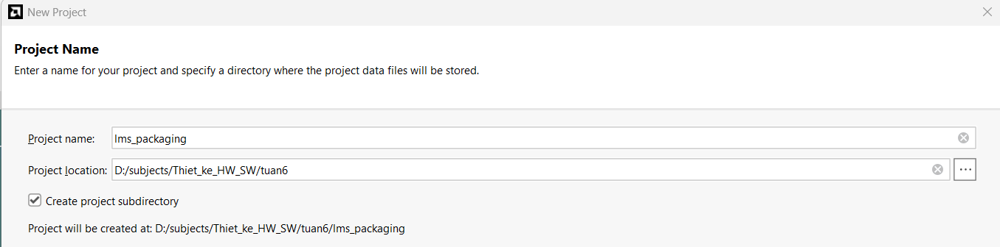 New Project
Project Name
Enter a name for your project and specify a directory where the project data files will be stored.
Project name: lms_packaging
Project location: D:/subjects/Thiet_ke_HW_SW/tuan6
Create project subdirectory
Project will be created at: D:/subjects/Thiet_ke_HW_SW/tuan6/lms_packaging